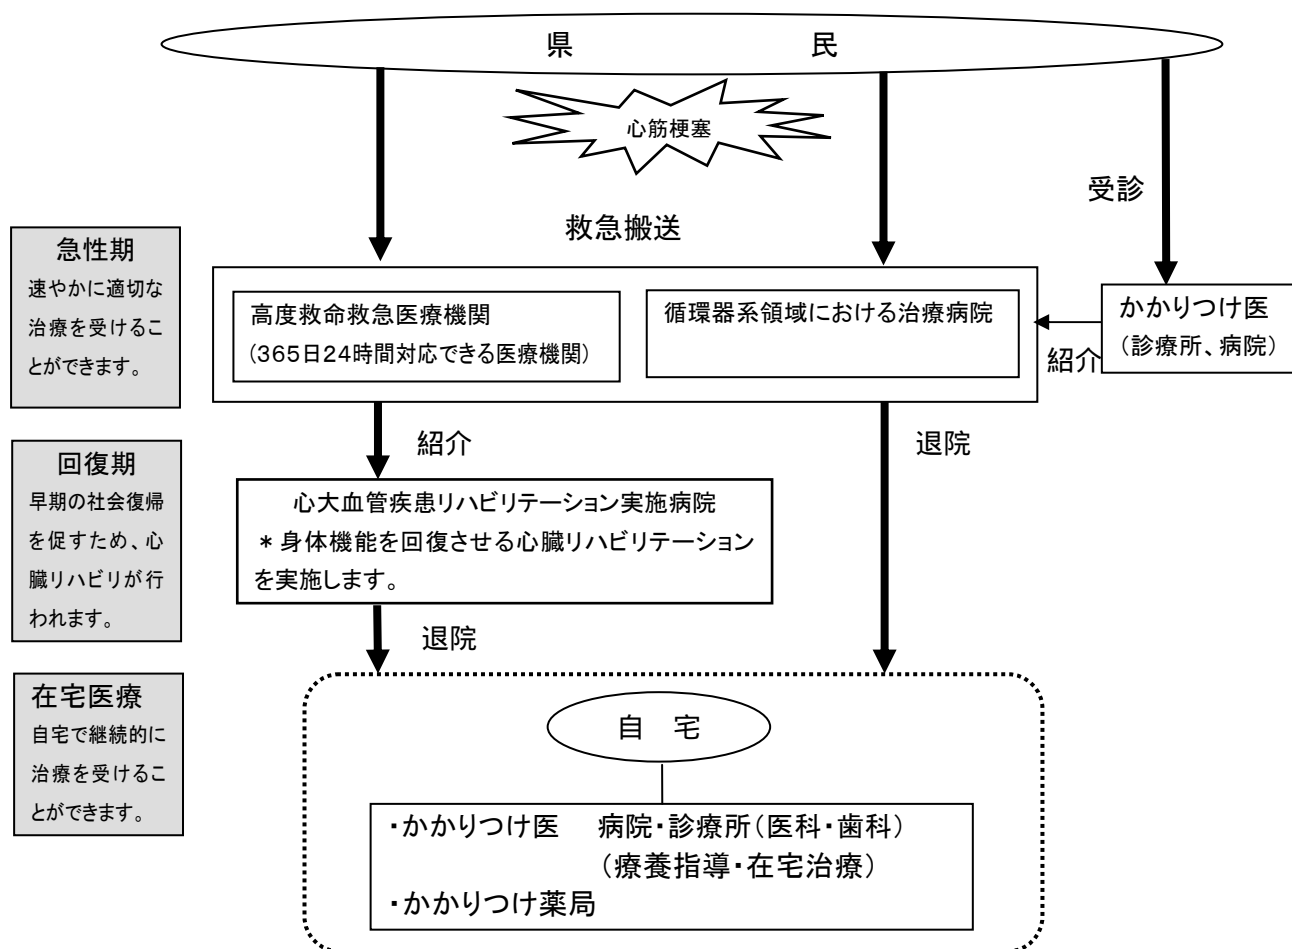 県　民
心筋梗塞
受診
救急搬送
急性期
速やかに適切な
治療を受けるこ
とができます。
高度救命救急医療機関
(365日24時間対応できる医療機関)
循環器系領域における治療病院
かかりつけ医
(診療所、病院)
紹介
紹介
退院
回復期
早期の社会復帰
を促すため、心
臓リハビリが行
われます。
心大血管疾患リハビリテーション実施病院
＊身体機能を回復させる心臓リハビリテーション
を実施します。
退院
在宅医療
自宅で継続的に
治療を受けるこ
とができます。
自　宅
・かかりつけ医　病院・診療所(医科・歯科)
(療養指導・在宅治療)
・かかりつけ薬局